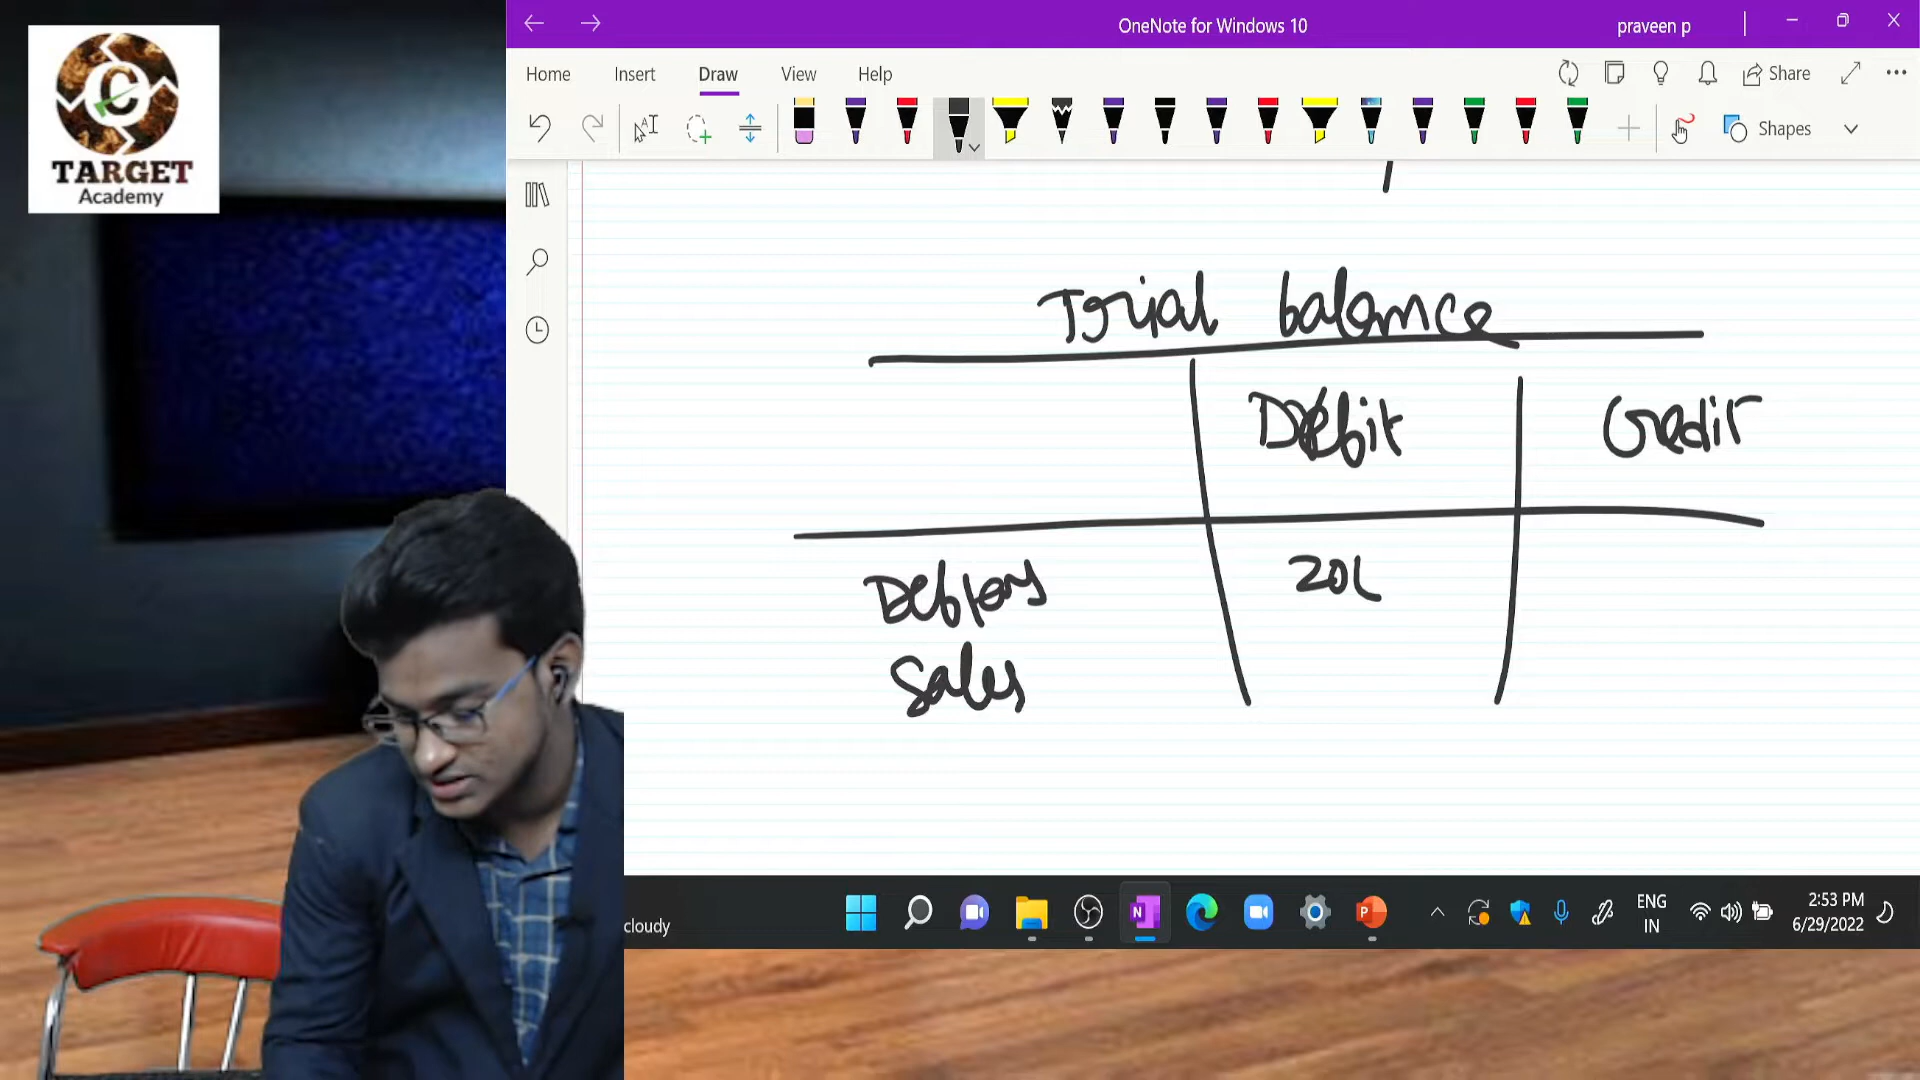 C
TARGET
Academy
OneNote for Windows 10
praveen p
Home Insert Draw View Help
Share
Shapes
Trial balance
Debit Credit
Debtors 20L
Sales
cloudy
ENG
IN
2:53 PM
6/29/2022